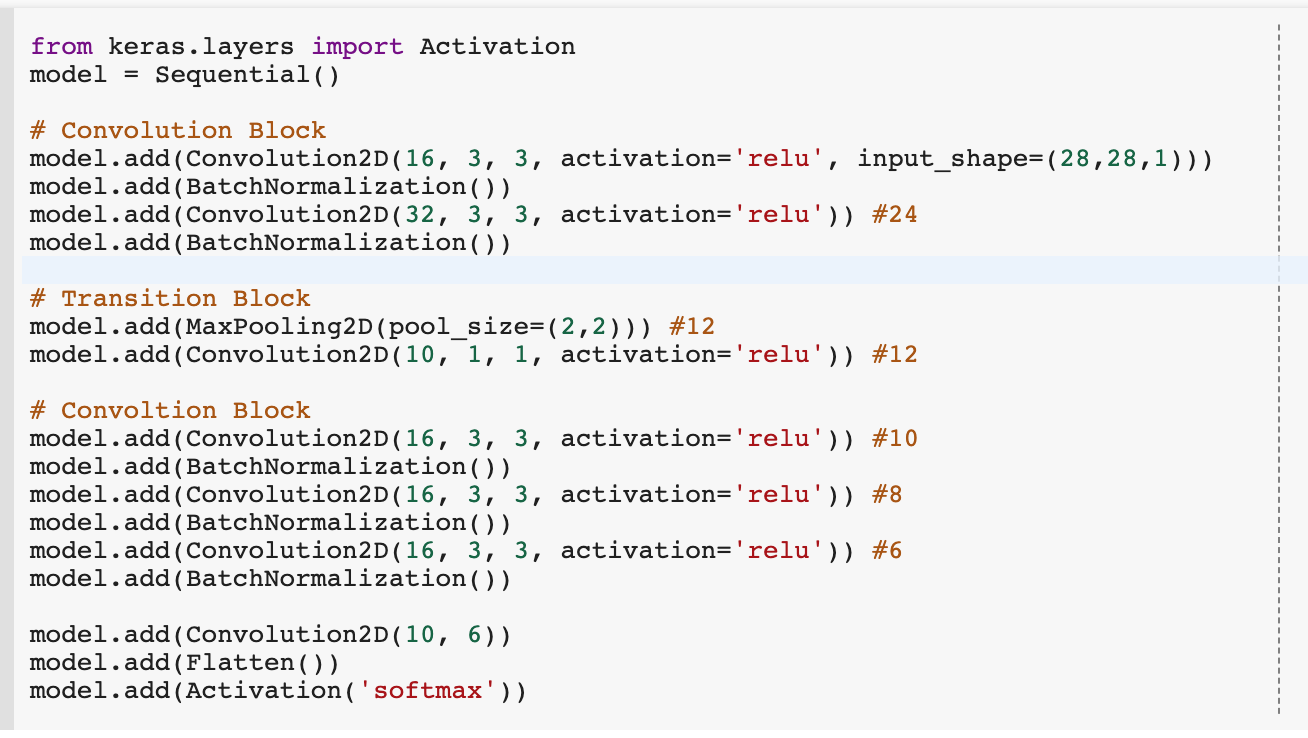 from keras.layers import Activation
model = Sequential()
# Convolution Block
model.add(Convolution2D(16, 3, 3, activation='relu', input_shape=(28,28,1)))
model.add(BatchNormalization())
model.add(Convolution2D(32, 3, 3, activation='relu')) #24
model.add(BatchNormalization())
# Transition Block
model.add(MaxPooling2D(pool_size=(2,2))) #12
model.add(Convolution2D(10, 1, 1, activation='relu')) #12
# Convoltion Block
model.add(Convolution2D(16, 3, 3, activation='relu')) #10
model.add(BatchNormalization())
model.add(Convolution2D(16, 3, 3, activation='relu')) #8
model.add(BatchNormalization())
model.add(Convolution2D(16, 3, 3, activation='relu')) #6
model.add(BatchNormalization())
model.add(Convolution2D(10, 6))
model.add(Flatten())
model.add(Activation('softmax'))